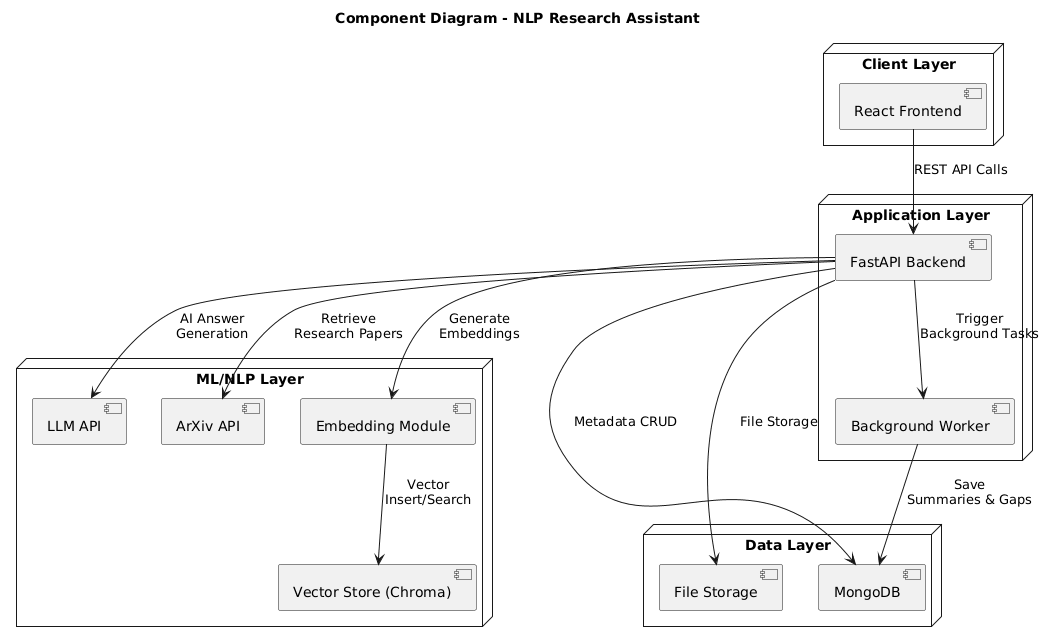 Component Diagram - NLP Research Assistant
Client Layer
React Frontend
REST API Calls
Application Layer
FastAPI Backend
AI Answer
Generation
Retrieve
Research Papers
Generate
Embeddings
Trigger
Background Tasks
ML/NLP Layer
LLM API
ArXiv API
Embedding Module
Metadata CRUD
File Storage
Background Worker
Vector
Insert/Search
Save
Summaries & Gaps
Data Layer
Vector Store (Chroma)
File Storage
MongoDB